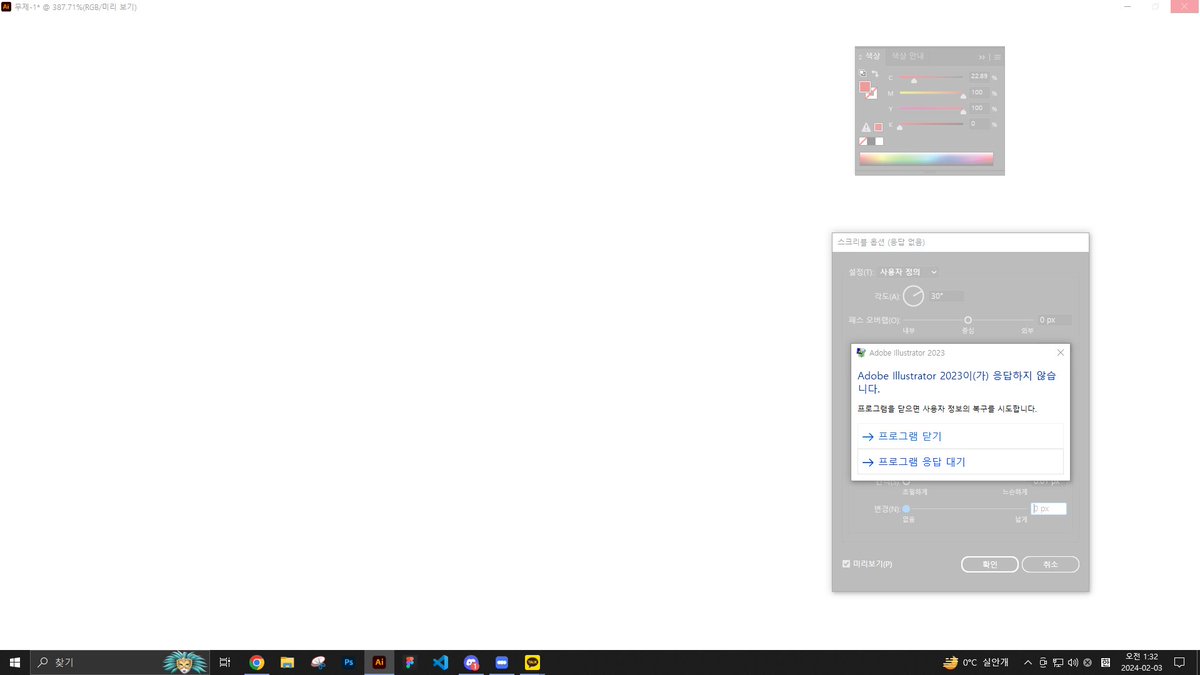 Ai 무제-1* @ 387.71%(RGB/미리 보기)
색상 색상 안내
C 22.89 %
M 100 %
Y 100 %
K 0 %
스크리블 옵션 (응답 없음)
설정(T): 사용자 정의
각도(A): 30°
패스 오버랩(O): 0 px
내부 중심 외부
Adobe Illustrator 2023
Adobe Illustrator 2023이(가) 응답하지 않습
니다.
프로그램을 닫으면 사용자 정보의 복구를 시도합니다.
→ 프로그램 닫기
→ 프로그램 응답 대기
조밀하게 느슨하게
변경(N): 0 px
없음 넓게
미리보기(P) 확인 취소
찾기 Ps Ai 0°C 실안개 오전 1:32
2024-02-03